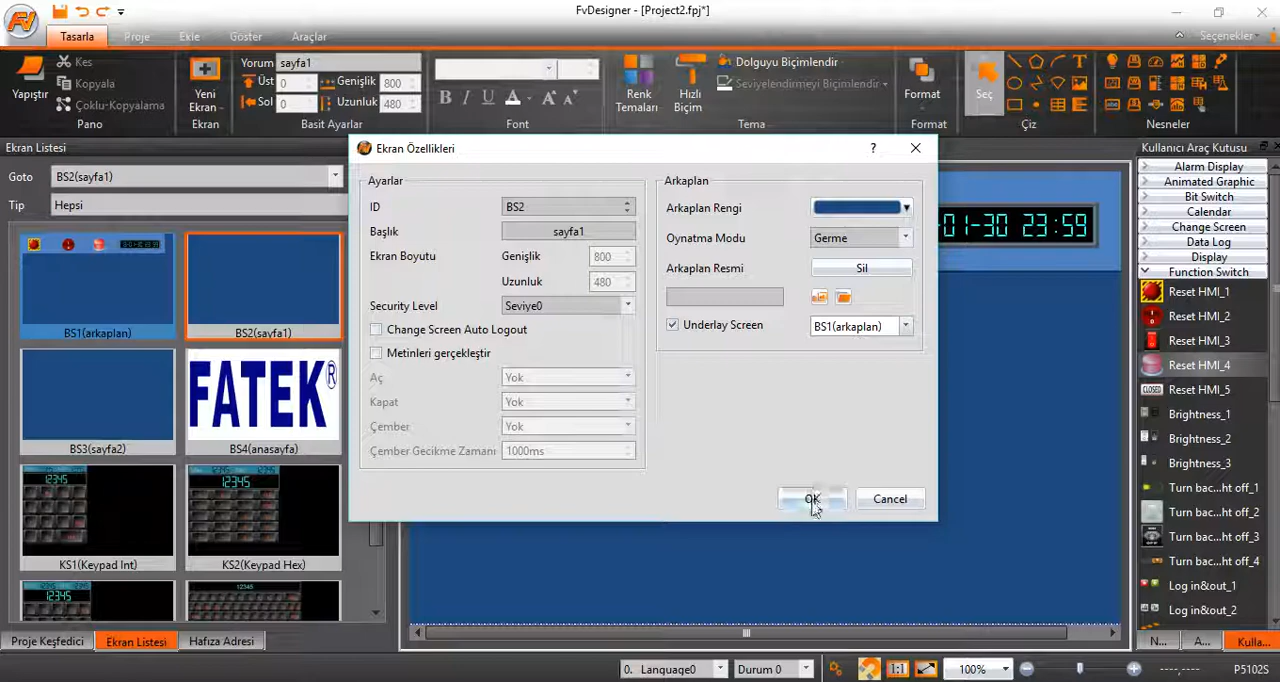 FvDesigner - [Project2.fpj*]
Tasarla Proje Ekle Göster Araçlar Seçenekler
Yapıştır
Kes
Kopyala
Çoklu-Kopyalama
Pano
Yeni
Ekran
Ekran
Yorum sayfa1
Üst 0 Genişlik 800
Sol 0 Uzunluk 480
Basit Ayarlar
B I U A A A
Font
Renk
Temaları
Hızlı
Biçim
Dolguyu Biçimlendir
Seviyelendirmeyi Biçimlendir
Tema
Format
Format
Seç
Çiz
Nesneler
Ekran Listesi
Goto BS2(sayfa1)
Tip Hepsi
BS1(arkaplan) BS2(sayfa1)
FATEK®
BS3(sayfa2) BS4(anasayfa)
12345 12345
KS1(Keypad Int) KS2(Keypad Hex)
12345 12345
Proje Keşfedici Ekran Listesi Hafıza Adresi
Ekran Özellikleri ?
Ayarlar
ID BS2
Başlık sayfa1
Ekran Boyutu Genişlik 800
Uzunluk 480
Security Level Seviye0
Change Screen Auto Logout
Metinleri gerçekleştir
Aç Yok
Kapat Yok
Çember Yok
Çember Gecikme Zamanı 1000ms
Arkaplan
Arkaplan Rengi
Oynatma Modu Germe
Arkaplan Resmi Sil
Underlay Screen BS1(arkaplan)
OK Cancel
-01-30 23:59
Kullanıcı Araç Kutusu
Alarm Display
Animated Graphic
Bit Switch
Calendar
Change Screen
Data Log
Display
Function Switch
Reset HMI_1
Reset HMI_2
Reset HMI_3
Reset HMI_4
CLOSED Reset HMI_5
Brightness_1
Brightness_2
Brightness_3
Turn bac...ht off_1
Turn bac...ht off_2
Turn bac...ht off_3
Turn bac...ht off_4
Log in&out_1
Log in&out_2
N... A... Kulla...
0. Language0 Durum 0 1:1 100% ----,---- P5102S